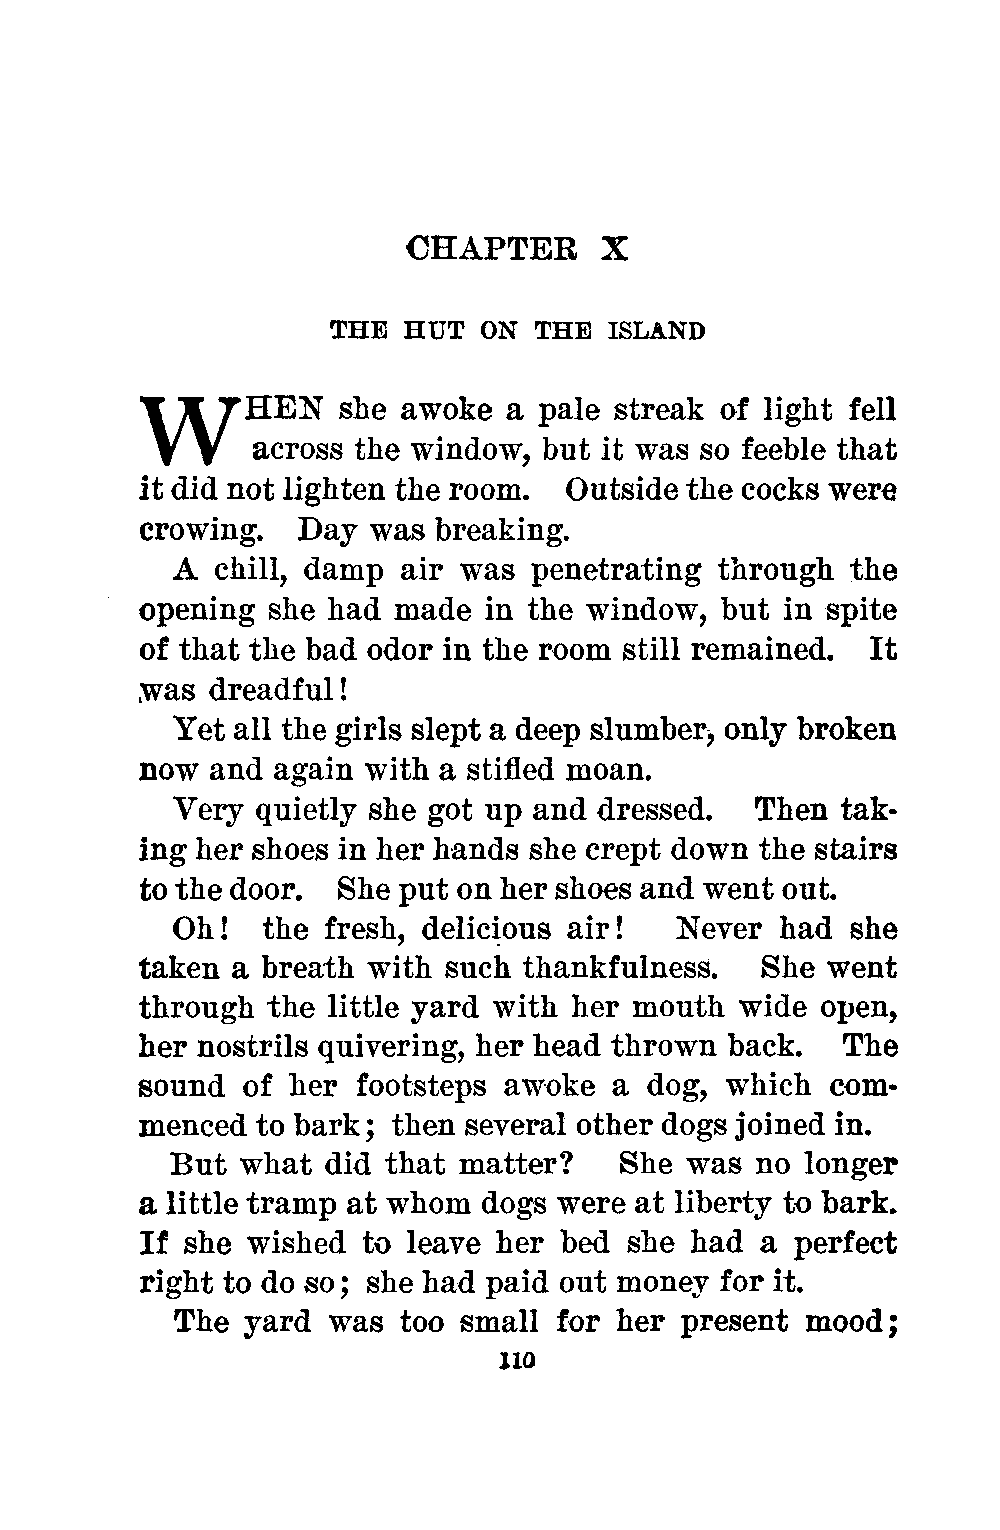 CHAPTER X
THE HUT ON THE ISLAND
WHEN she awoke a pale streak of light fell
across the window, but it was so feeble that
it did not lighten the room. Outside the cocks were
crowing. Day was breaking.
A chill, damp air was penetrating through the
opening she had made in the window, but in spite
of that the bad odor in the room still remained. It
was dreadful!
Yet all the girls slept a deep slumber, only broken
now and again with a stifled moan.
Very quietly she got up and dressed. Then tak-
ing her shoes in her hands she crept down the stairs
to the door. She put on her shoes and went out.
Oh! the fresh, delicious air! Never had she
taken a breath with such thankfulness. She went
through the little yard with her mouth wide open,
her nostrils quivering, her head thrown back. The
sound of her footsteps awoke a dog, which com-
menced to bark; then several other dogs joined in.
But what did that matter? She was no longer
a little tramp at whom dogs were at liberty to bark.
If she wished to leave her bed she had a perfect
right to do so; she had paid out money for it.
The yard was too small for her present mood;
110